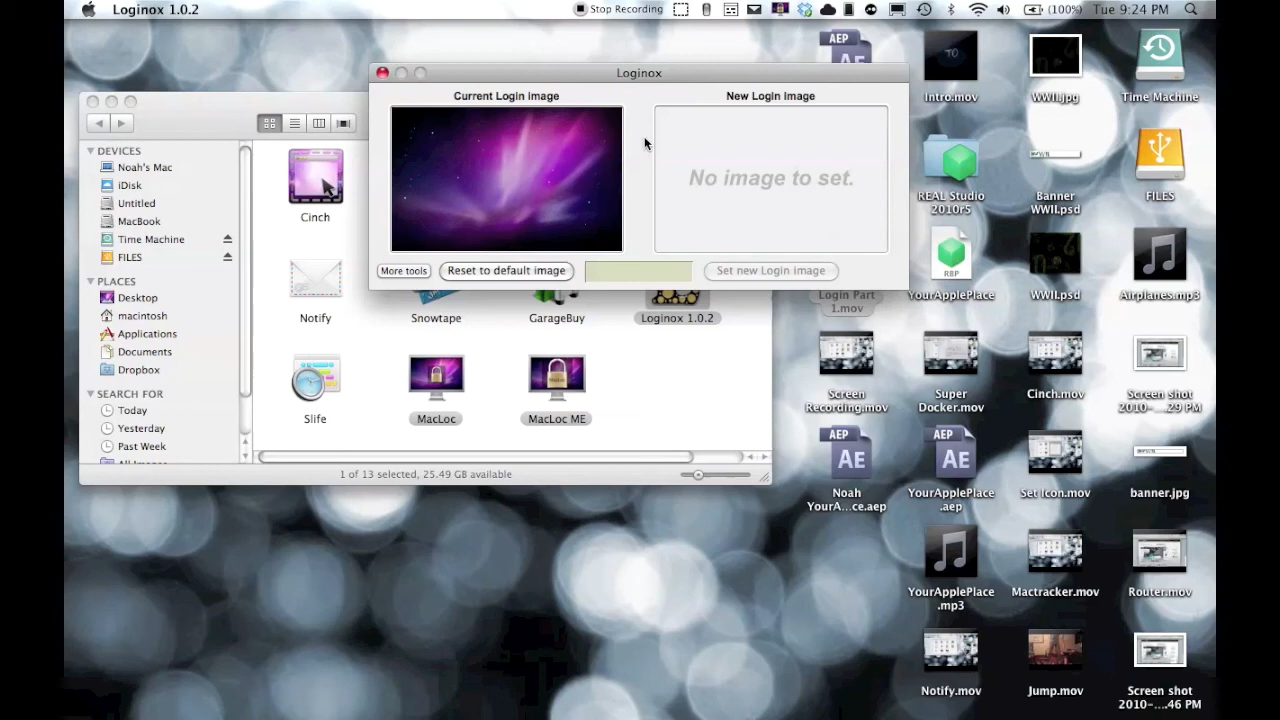 Loginox 1.0.2
Stop Recording
(100%)
Tue 9:24 PM
Loginox
Current Login image
New Login Image
No image to set.
More tools
Reset to default image
Set new Login image
DEVICES
Noah's Mac
iDisk
Untitled
MacBook
Time Machine
FILES
PLACES
Desktop
macintosh
Applications
Documents
Dropbox
SEARCH FOR
Today
Yesterday
Past Week
Cinch
Notify
Snowtape
GarageBuy
Loginox 1.0.2
Slife
MacLoc
MacLoc ME
1 of 13 selected, 25.49 GB available
AEP
Intro.mov
WWII.jpg
Time Machine
REAL Studio
2010r5
Banner
WWII.psd
FILES
Login Part
1.mov
RBP
YourApplePlace
WWII.psd
Airplanes.mp3
Screen
Recording.mov
Super
Docker.mov
Cinch.mov
Screen shot
2010-....29 PM
AEP
AE
Noah
YourA...ce.aep
AEP
AE
YourApplePlace
.aep
Set Icon.mov
banner.jpg
YourApplePlace
.mp3
Mactracker.mov
Router.mov
Notify.mov
Jump.mov
Screen shot
2010-....46 PM